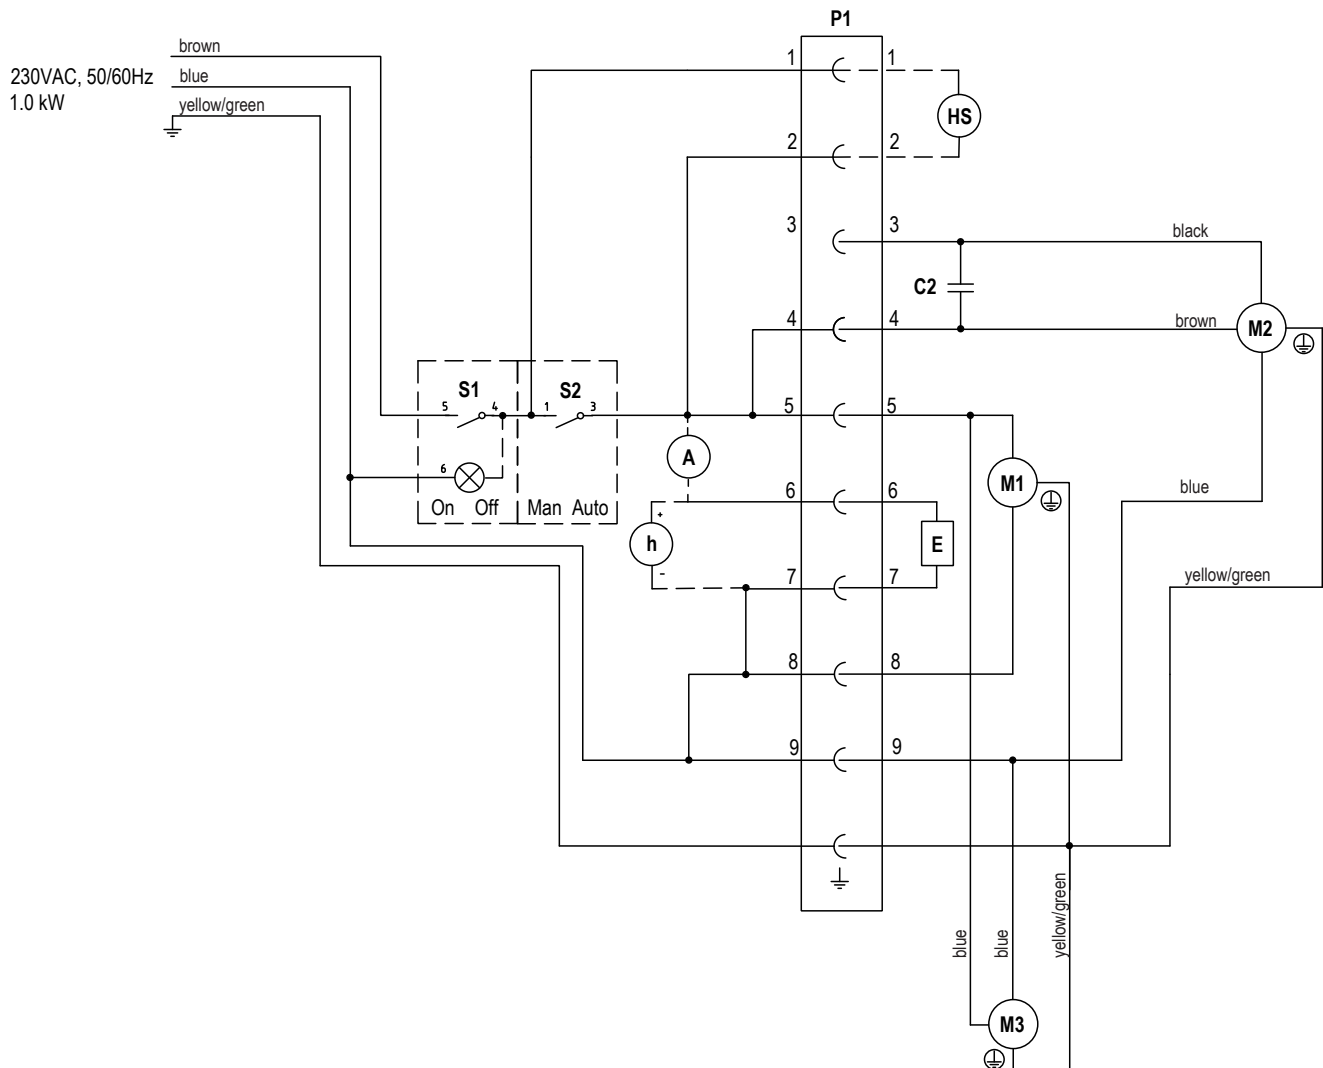 P1
brown
230VAC, 50/60Hz
blue
1.0 kW
yellow/green
1 1
HS
2 2
3 3
black
C2
4 4
brown
M2
S1 S2
5 4 1 3
5 5
A
6
M1
6 6
On Off Man Auto
blue
+
h
E
-
7 7
yellow/green
8 8
9 9
blue
blue
yellow/green
M3